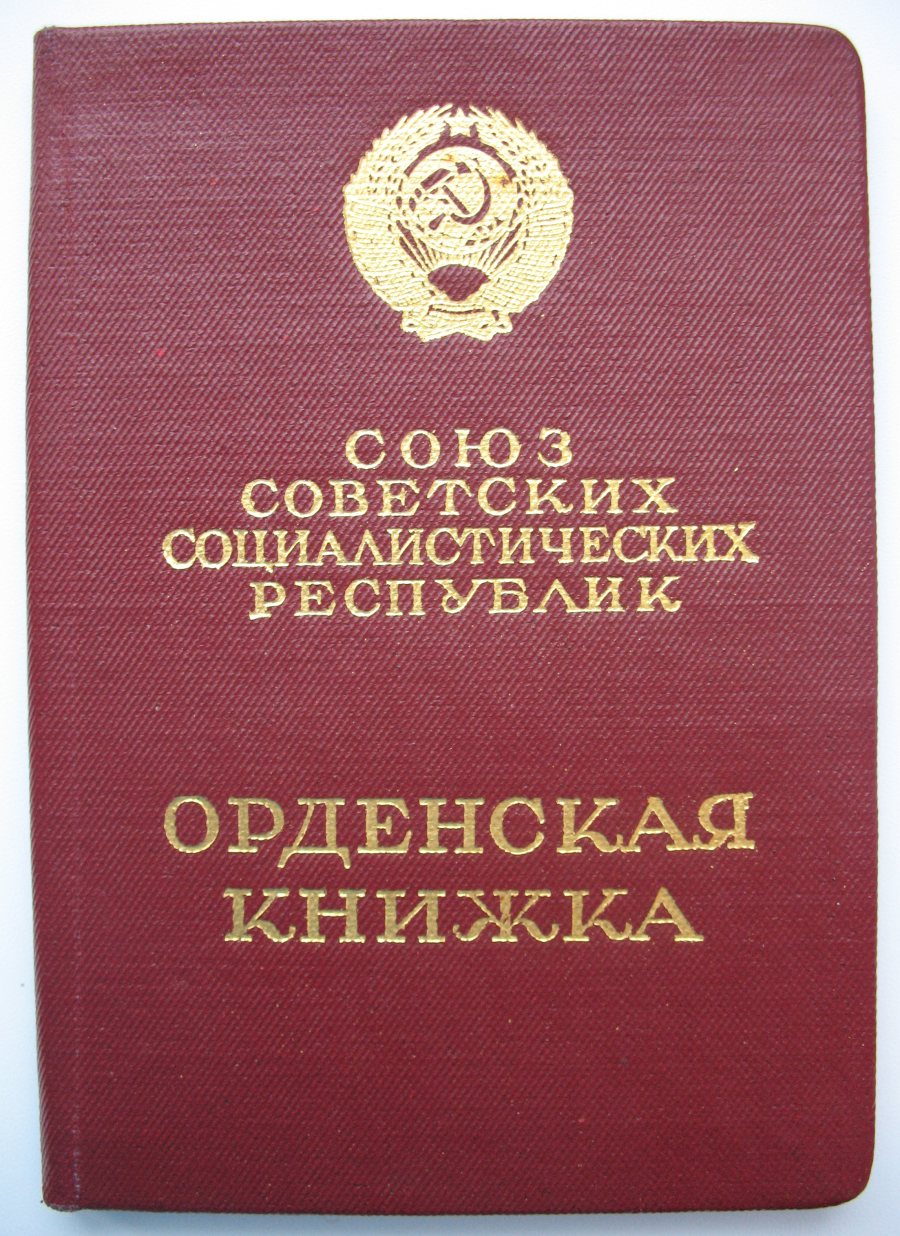 СОЮЗ
СОВЕТСКИХ
СОЦИАЛИСТИЧЕСКИХ
РЕСПУБЛИК
ОРДЕНСКАЯ
КНИЖКА